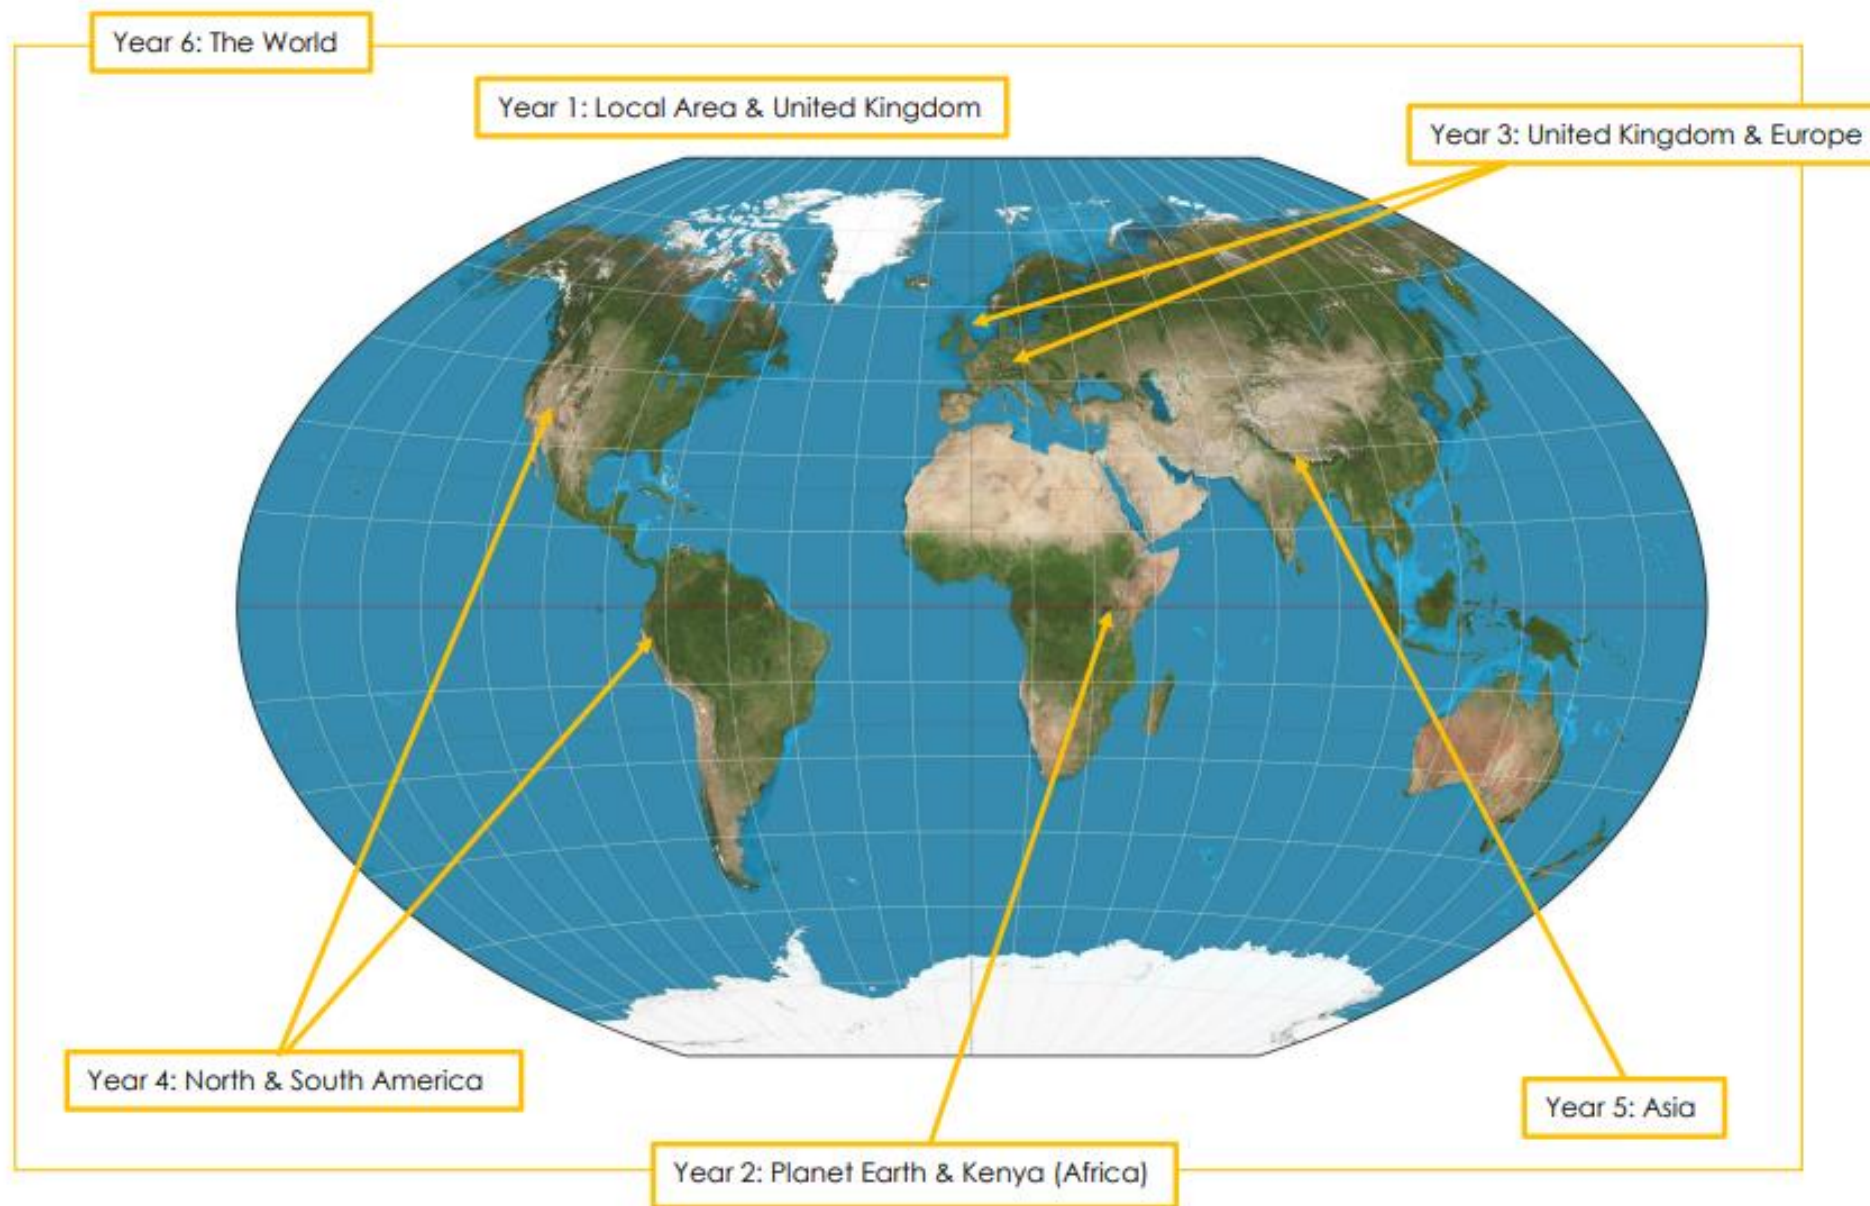 Year 6: The World
Year 1: Local Area & United Kingdom
Year 3: United Kingdom & Europe
Year 4: North & South America
Year 5: Asia
Year 2: Planet Earth & Kenya (Africa)